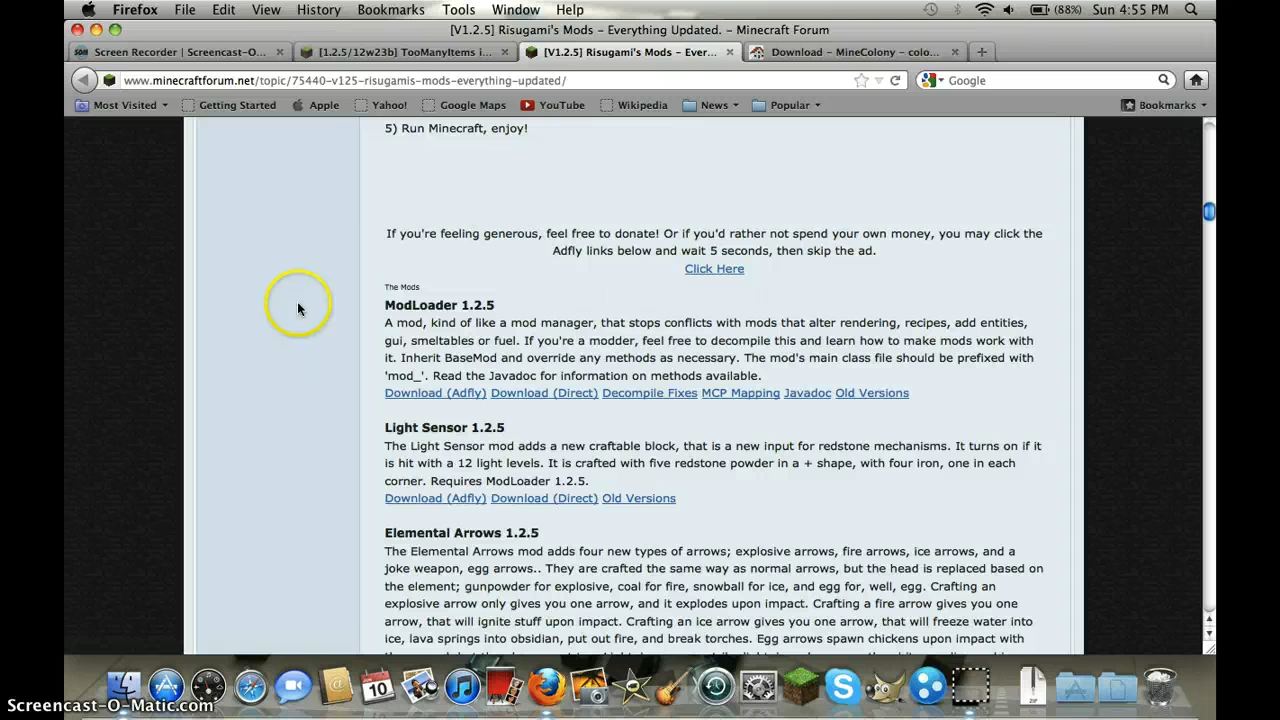 Firefox File Edit View History Bookmarks Tools Window Help (88%) Sun 4:55 PM
[V1.2.5] Risugami's Mods – Everything Updated. – Minecraft Forum
Screen Recorder | Screencast-O... [1.2.5/12w23b] TooManyItems i... [V1.2.5] Risugami's Mods – Ever... Download – MineColony – colo...
www.minecraftforum.net/topic/75440-v125-risugamis-mods-everything-updated/ Google
Most Visited Getting Started Apple Yahoo! Google Maps YouTube Wikipedia News Popular Bookmarks
5) Run Minecraft, enjoy!
If you're feeling generous, feel free to donate! Or if you'd rather not spend your own money, you may click the
Adfly links below and wait 5 seconds, then skip the ad.
Click Here
The Mods
ModLoader 1.2.5
A mod, kind of like a mod manager, that stops conflicts with mods that alter rendering, recipes, add entities,
gui, smeltables or fuel. If you're a modder, feel free to decompile this and learn how to make mods work with
it. Inherit BaseMod and override any methods as necessary. The mod's main class file should be prefixed with
'mod_'. Read the Javadoc for information on methods available.
Download (Adfly) Download (Direct) Decompile Fixes MCP Mapping Javadoc Old Versions
Light Sensor 1.2.5
The Light Sensor mod adds a new craftable block, that is a new input for redstone mechanisms. It turns on if it
is hit with a 12 light levels. It is crafted with five redstone powder in a + shape, with four iron, one in each
corner. Requires ModLoader 1.2.5.
Download (Adfly) Download (Direct) Old Versions
Elemental Arrows 1.2.5
The Elemental Arrows mod adds four new types of arrows; explosive arrows, fire arrows, ice arrows, and a
joke weapon, egg arrows.. They are crafted the same way as normal arrows, but the head is replaced based on
the element; gunpowder for explosive, coal for fire, snowball for ice, and egg for, well, egg. Crafting an
explosive arrow only gives you one arrow, and it explodes upon impact. Crafting a fire arrow gives you one
arrow, that will ignite stuff upon impact. Crafting an ice arrow gives you one arrow, that will freeze water into
ice, lava springs into obsidian, put out fire, and break torches. Egg arrows spawn chickens upon impact with
10
ZIP
Screencast-O-Matic.com